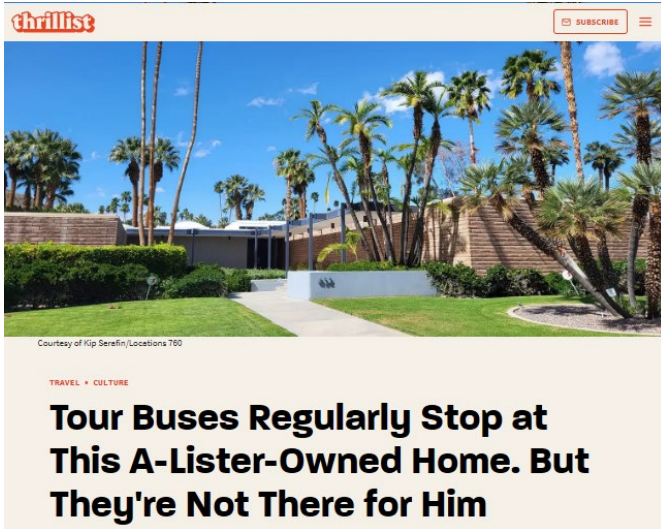 thrillist
SUBSCRIBE
444
Courtesy of Kip Serafin/Locations 760
TRAVEL + CULTURE
Tour Buses Regularly Stop at
This A-Lister-Owned Home. But
They're Not There for Him